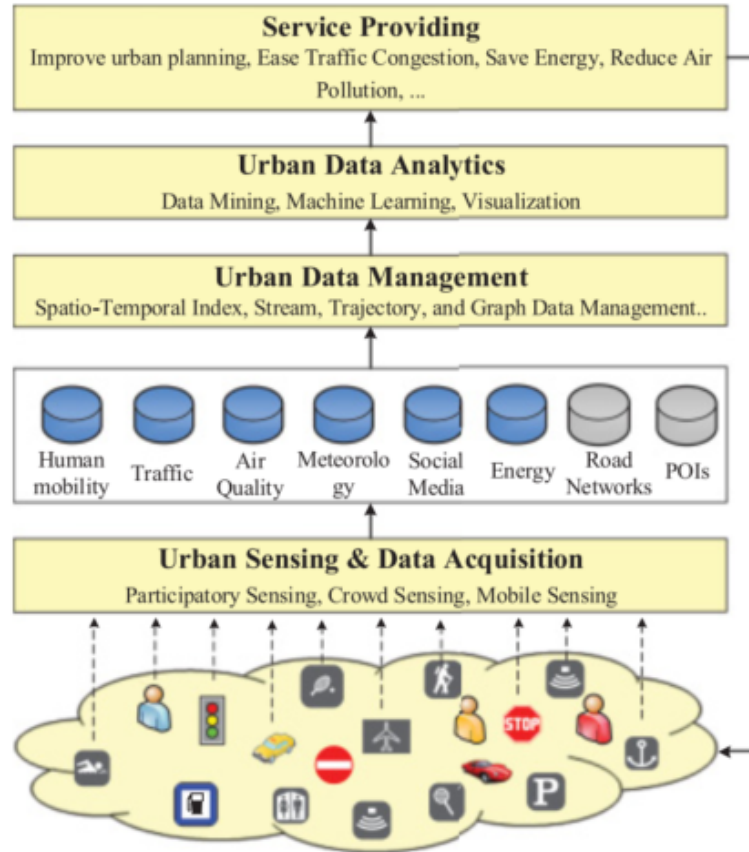 Service Providing
Improve urban planning, Ease Traffic Congestion, Save Energy, Reduce Air
Pollution, ...
Urban Data Analytics
Data Mining, Machine Learning, Visualization
Urban Data Management
Spatio-Temporal Index, Stream, Trajectory, and Graph Data Management..
Human
mobility
Traffic
Air
Quality
Meteorolo
gy
Social
Media
Energy
Road
Networks
POIs
Urban Sensing & Data Acquisition
Participatory Sensing, Crowd Sensing, Mobile Sensing
STOP
P